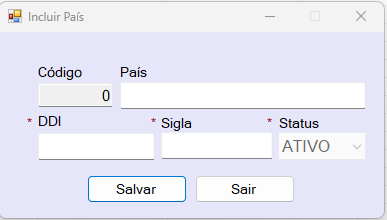 Incluir País
Código País
0
* DDI * Sigla * Status
ATIVO
Salvar Sair